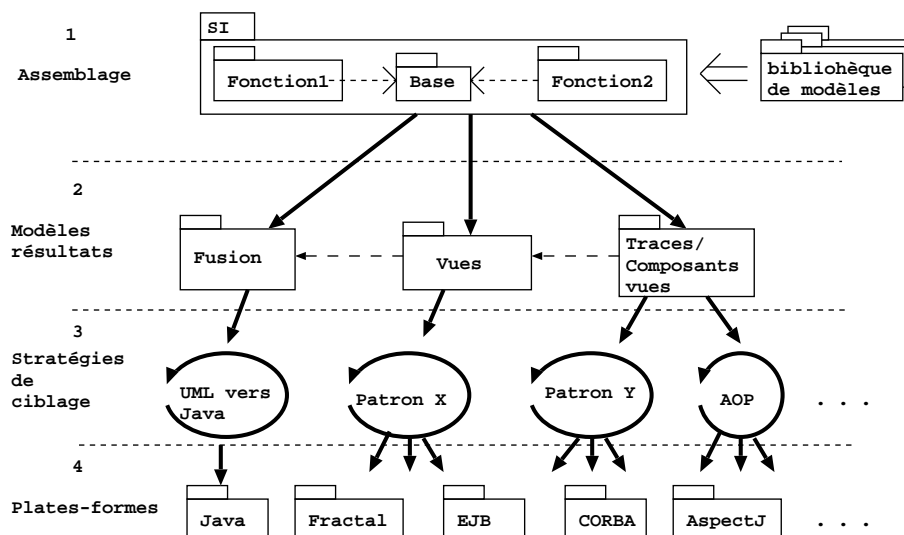 1
Assemblage
SI
Fonction1
Base
Fonction2
bibliohèque
de modèles
2
Modèles
résultats
Fusion
Vues
Traces/
Composants
vues
3
Stratégies
de
ciblage
UML vers
Java
Patron X
Patron Y
AOP
. . .
4
Plates-formes
Java
Fractal
EJB
CORBA
AspectJ
. . .